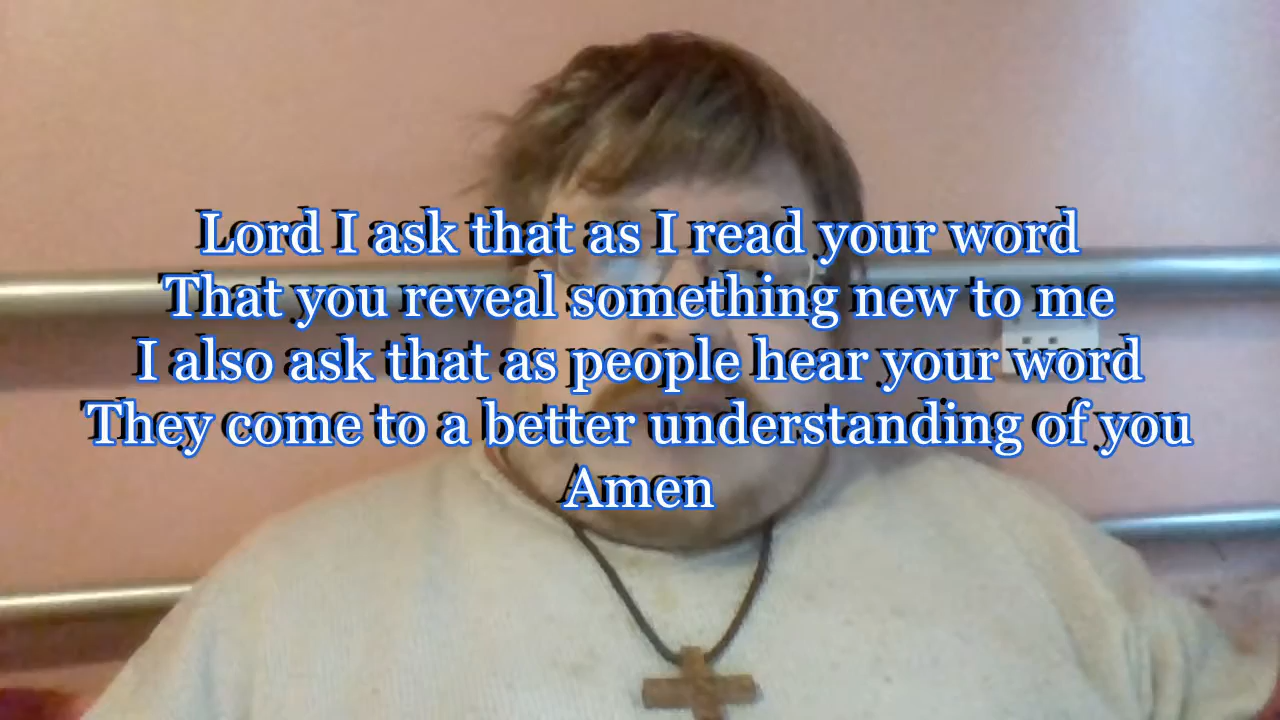 Lord I ask that as I read your word
That you reveal something new to me
I also ask that as people hear your word
They come to a better understanding of you
Amen